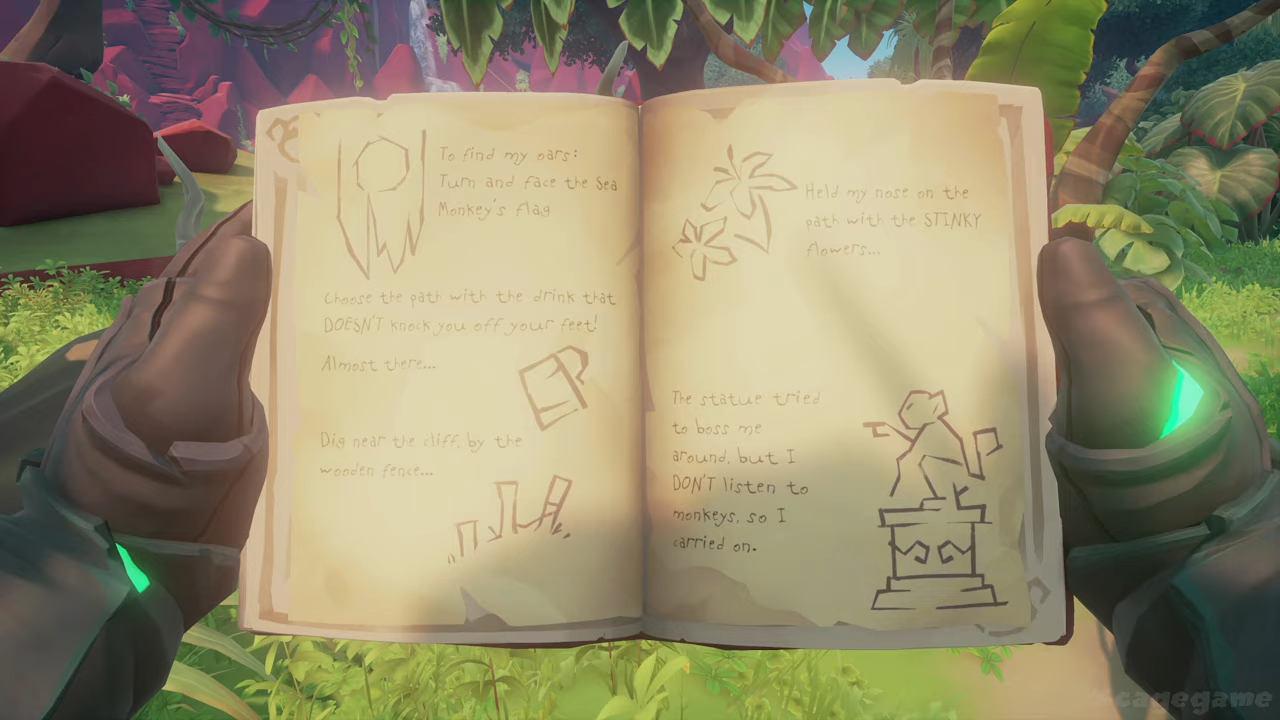 To find my oars:
Turn and face the Sea
Monkey's flag
Choose the path with the drink that
DOESN'T knock you off your feet!
Almost there...
Dig near the cliff, by the
wooden fence...
Held my nose on the
path with the STINKY
flowers...
The statue tried
to boss me
around, but I
DON'T listen to
monkeys, so I
carried on.
cagegame